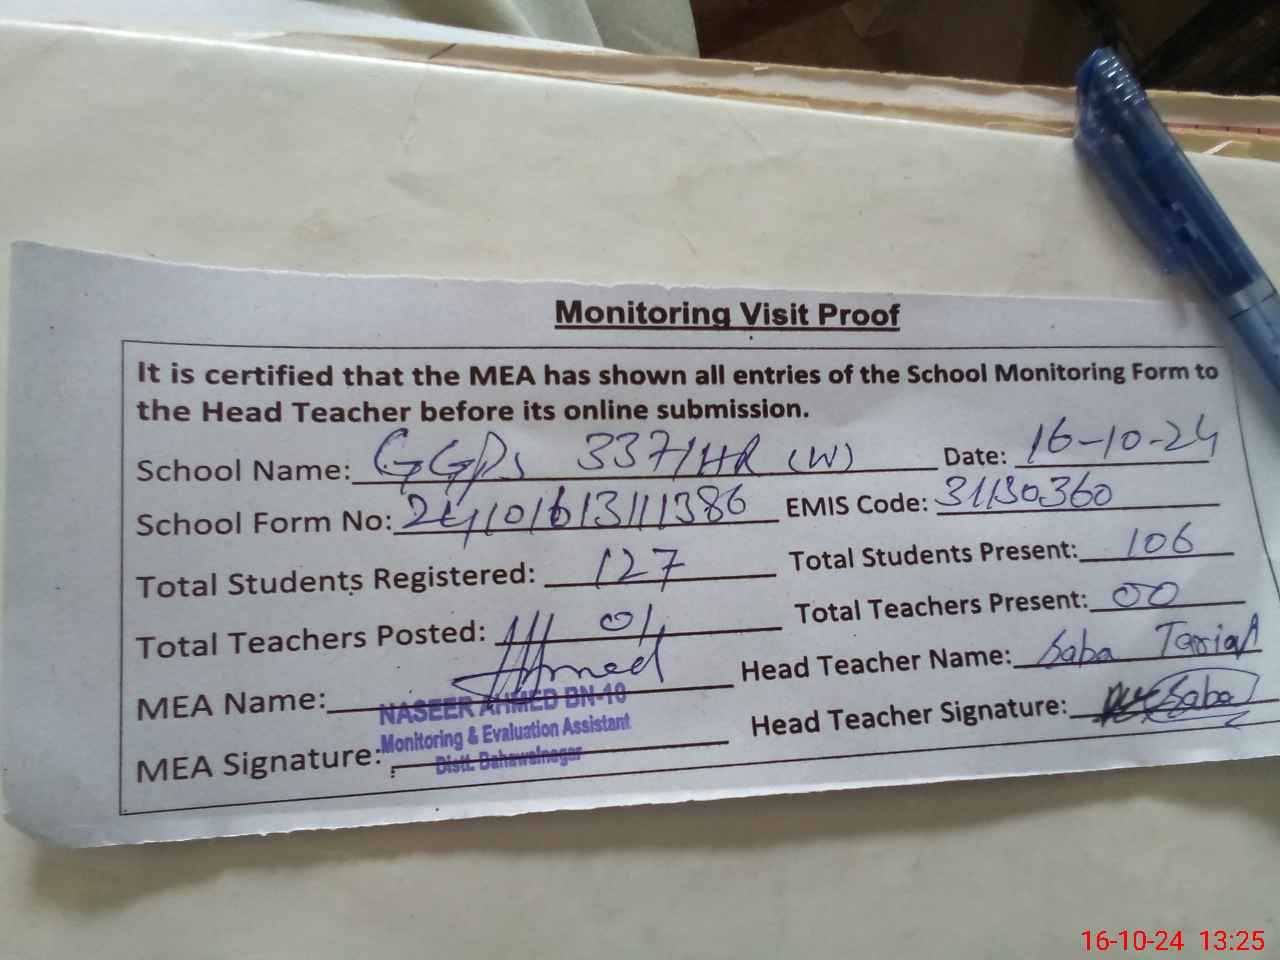 Monitoring Visit Proof
It is certified that the MEA has shown all entries of the School Monitoring Form to
the Head Teacher before its online submission.
School Name: GGPS 337/HR (W) Date: 16-10-24
School Form No: 24101613111386 EMIS Code: 31130360
Total Students Registered: 127 Total Students Present: 106
Total Teachers Posted: 01 Total Teachers Present: 00
MEA Name: Head Teacher Name: Saba Tariq
NASEER AHMED BN-10
Monitoring & Evaluation Assistant
Distt. Bahawalnagar
MEA Signature: Head Teacher Signature: Saba
16-10-24 13:25